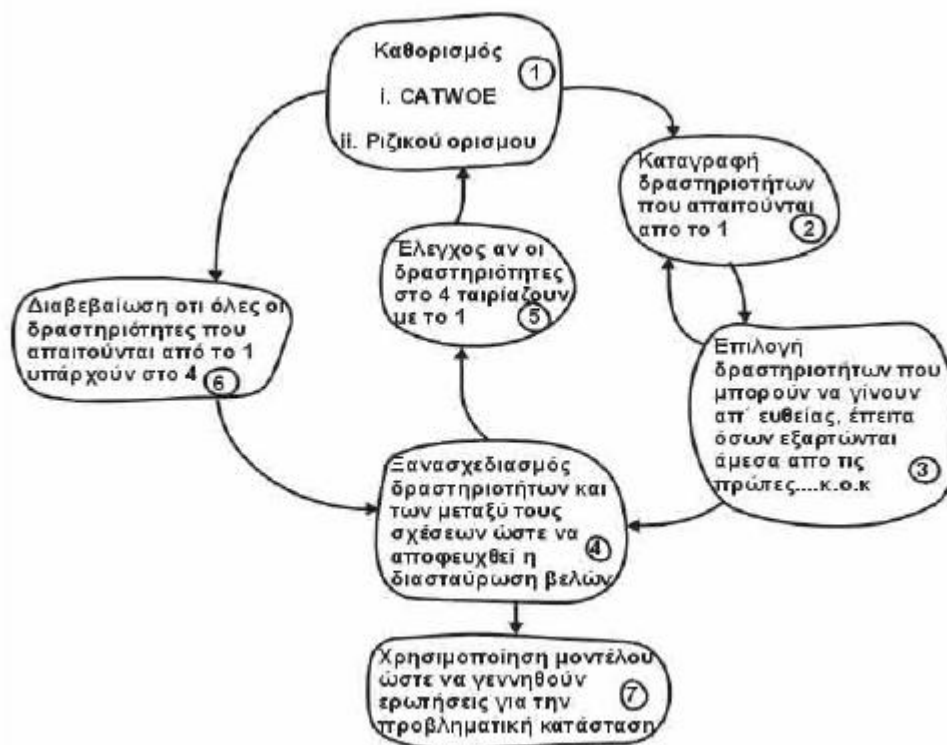 Καθορισμός
1
i. CATWOE
ii. Ριζικού ορισμου
Καταγραφή
δραστηριοτήτων
που απαιτούνται
απο το 1
2
Έλεγχος αν οι
δραστηριότητες
στο 4 ταιρίαζουν
με το 1
5
Διαβεβαίωση οτι όλες οι
δραστηριότητες που
απαιτούνται από το 1
υπάρχούν στο 4
6
Επιλογή
δραστηριοτήτων που
μπορούν να γίνουν
απ΄ ευθείας, έπειτα
όσων εξαρτώνται
άμεσα απο τις
πρώτες....κ.ο.κ
3
Ξανασχεδιασμός
δραστηριοτήτων και
των μεταξύ τους
σχέσεων ώστε να
αποφευχθεί η
διασταύρωση βελών
4
Χρησιμοποίηση μοντέλου
ώστε να γεννηθούν
ερωτήσεις για την
προβληματική κατάσταση
7